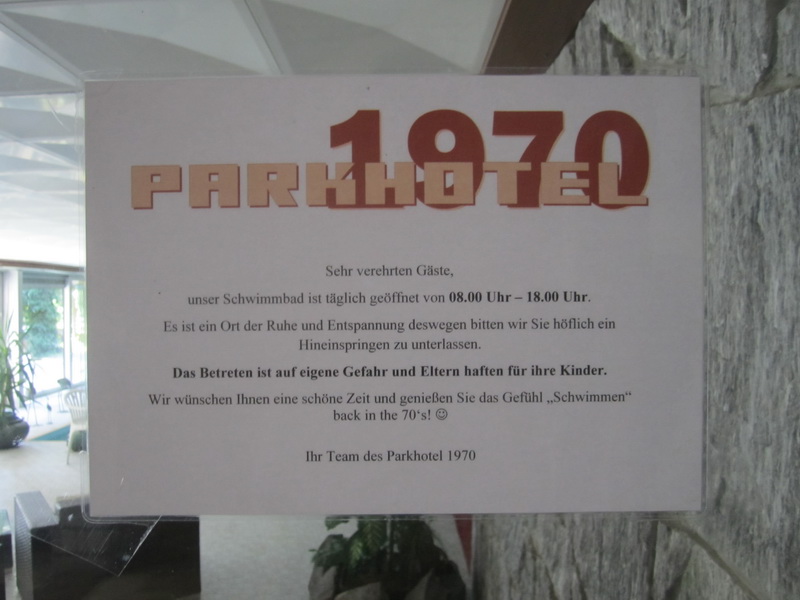 1970
PARKHOTEL
Sehr verehrten Gäste,
unser Schwimmbad ist täglich geöffnet von 08.00 Uhr – 18.00 Uhr.
Es ist ein Ort der Ruhe und Entspannung deswegen bitten wir Sie höflich ein
Hineinspringen zu unterlassen.
Das Betreten ist auf eigene Gefahr und Eltern haften für ihre Kinder.
Wir wünschen Ihnen eine schöne Zeit und genießen Sie das Gefühl „Schwimmen“
back in the 70‘s! ☺
Ihr Team des Parkhotel 1970